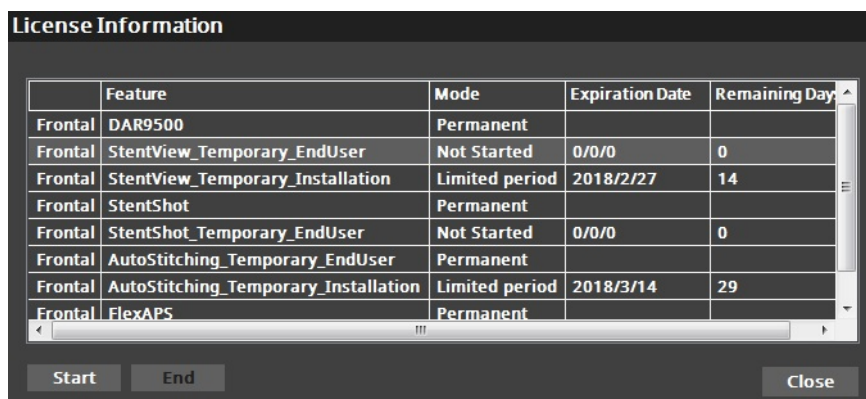 License Information
Feature Mode Expiration Date Remaining Days
Frontal DAR9500 Permanent
Frontal StentView_Temporary_EndUser Not Started 0/0/0 0
Frontal StentView_Temporary_Installation Limited period 2018/2/27 14
Frontal StentShot Permanent
Frontal StentShot_Temporary_EndUser Not Started 0/0/0 0
Frontal AutoStitching_Temporary_EndUser Permanent
Frontal AutoStitching_Temporary_Installation Limited period 2018/3/14 29
Frontal FlexAPS Permanent
Start End Close